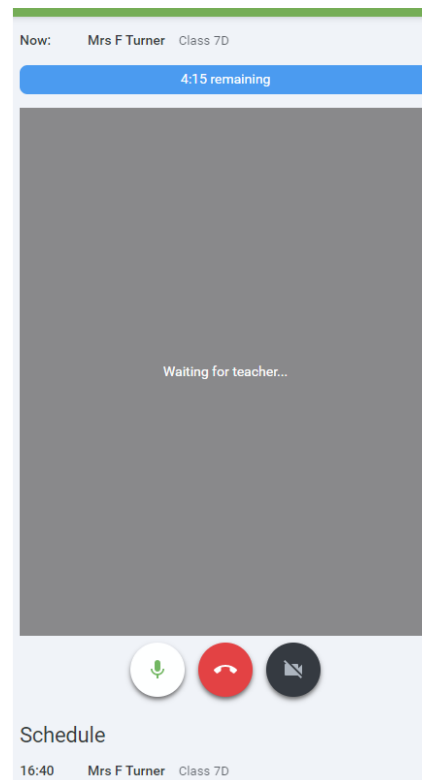 Now: Mrs F Turner Class 7D
4:15 remaining
Waiting for teacher...
Schedule
16:40 Mrs F Turner Class 7D